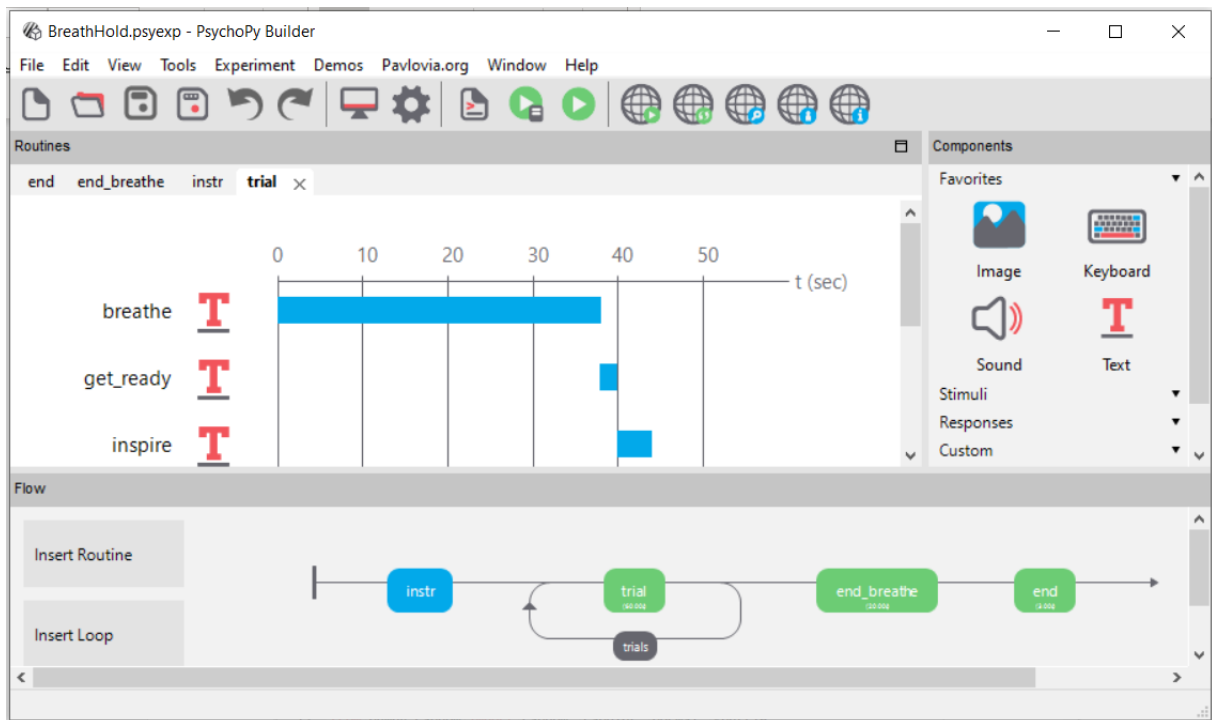 BreathHold.psyexp - PsychoPy Builder
File Edit View Tools Experiment Demos Pavlovia.org Window Help
Routines
Components
end end_breathe instr trial
Favorites
0 10 20 30 40 50
t (sec)
Image Keyboard
breathe
get_ready
Sound Text
Stimuli
Responses
inspire
Custom
Flow
Insert Routine
instr trial end_breathe end
Insert Loop
trials